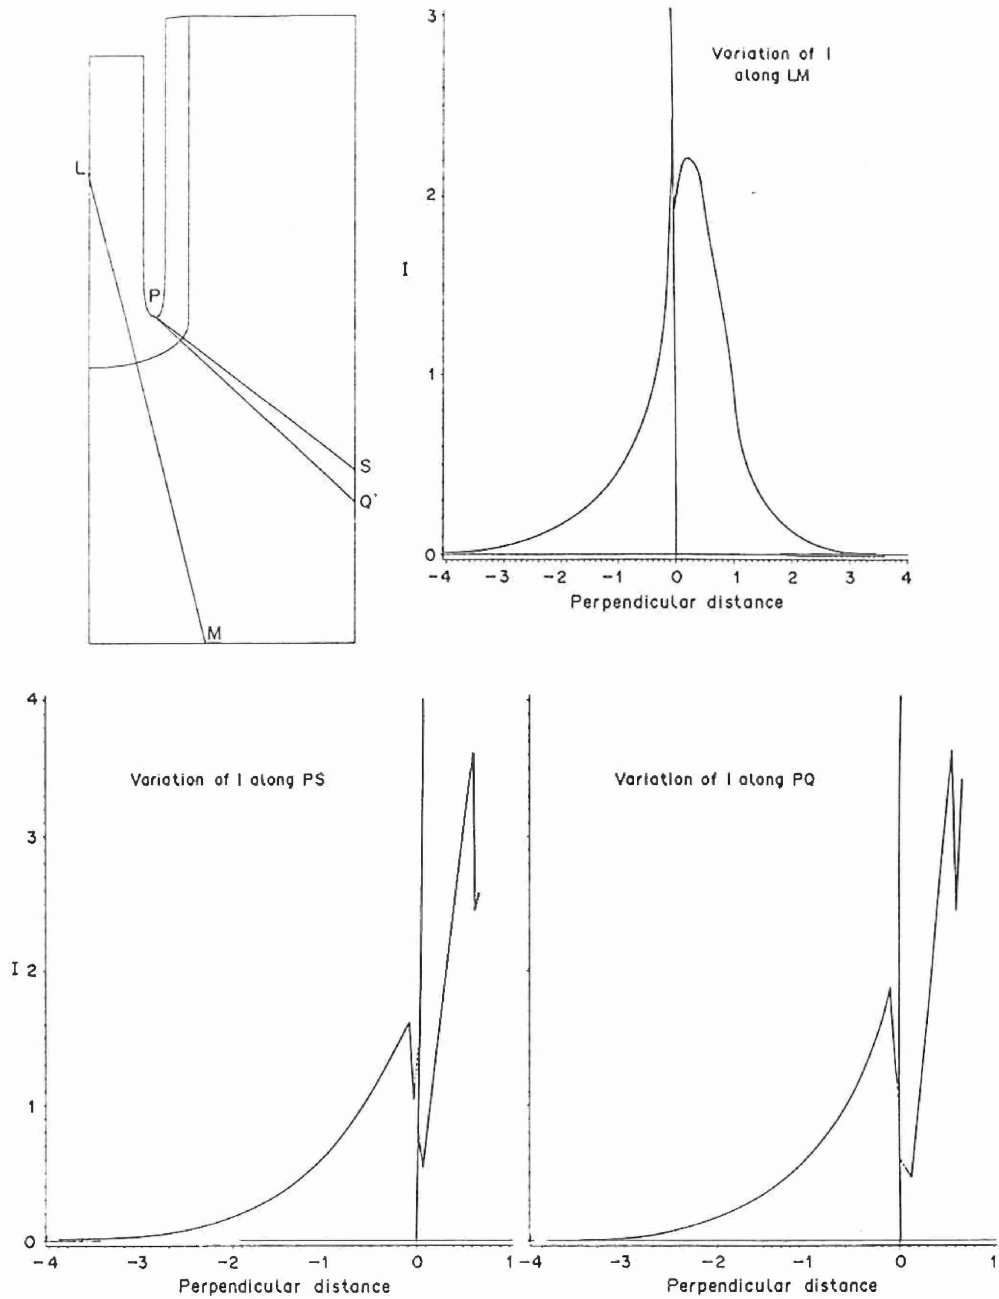 L
P
S
Q'
M
3
Variation of I
along LM
2
I
1
0
-4 -3 -2 -1 0 1 2 3 4
Perpendicular distance
4
Variation of I along PS
3
I 2
1
0
-4 -3 -2 -1 0 1
Perpendicular distance
Variation of I along PQ
-3 -2 -1 0 1
Perpendicular distance